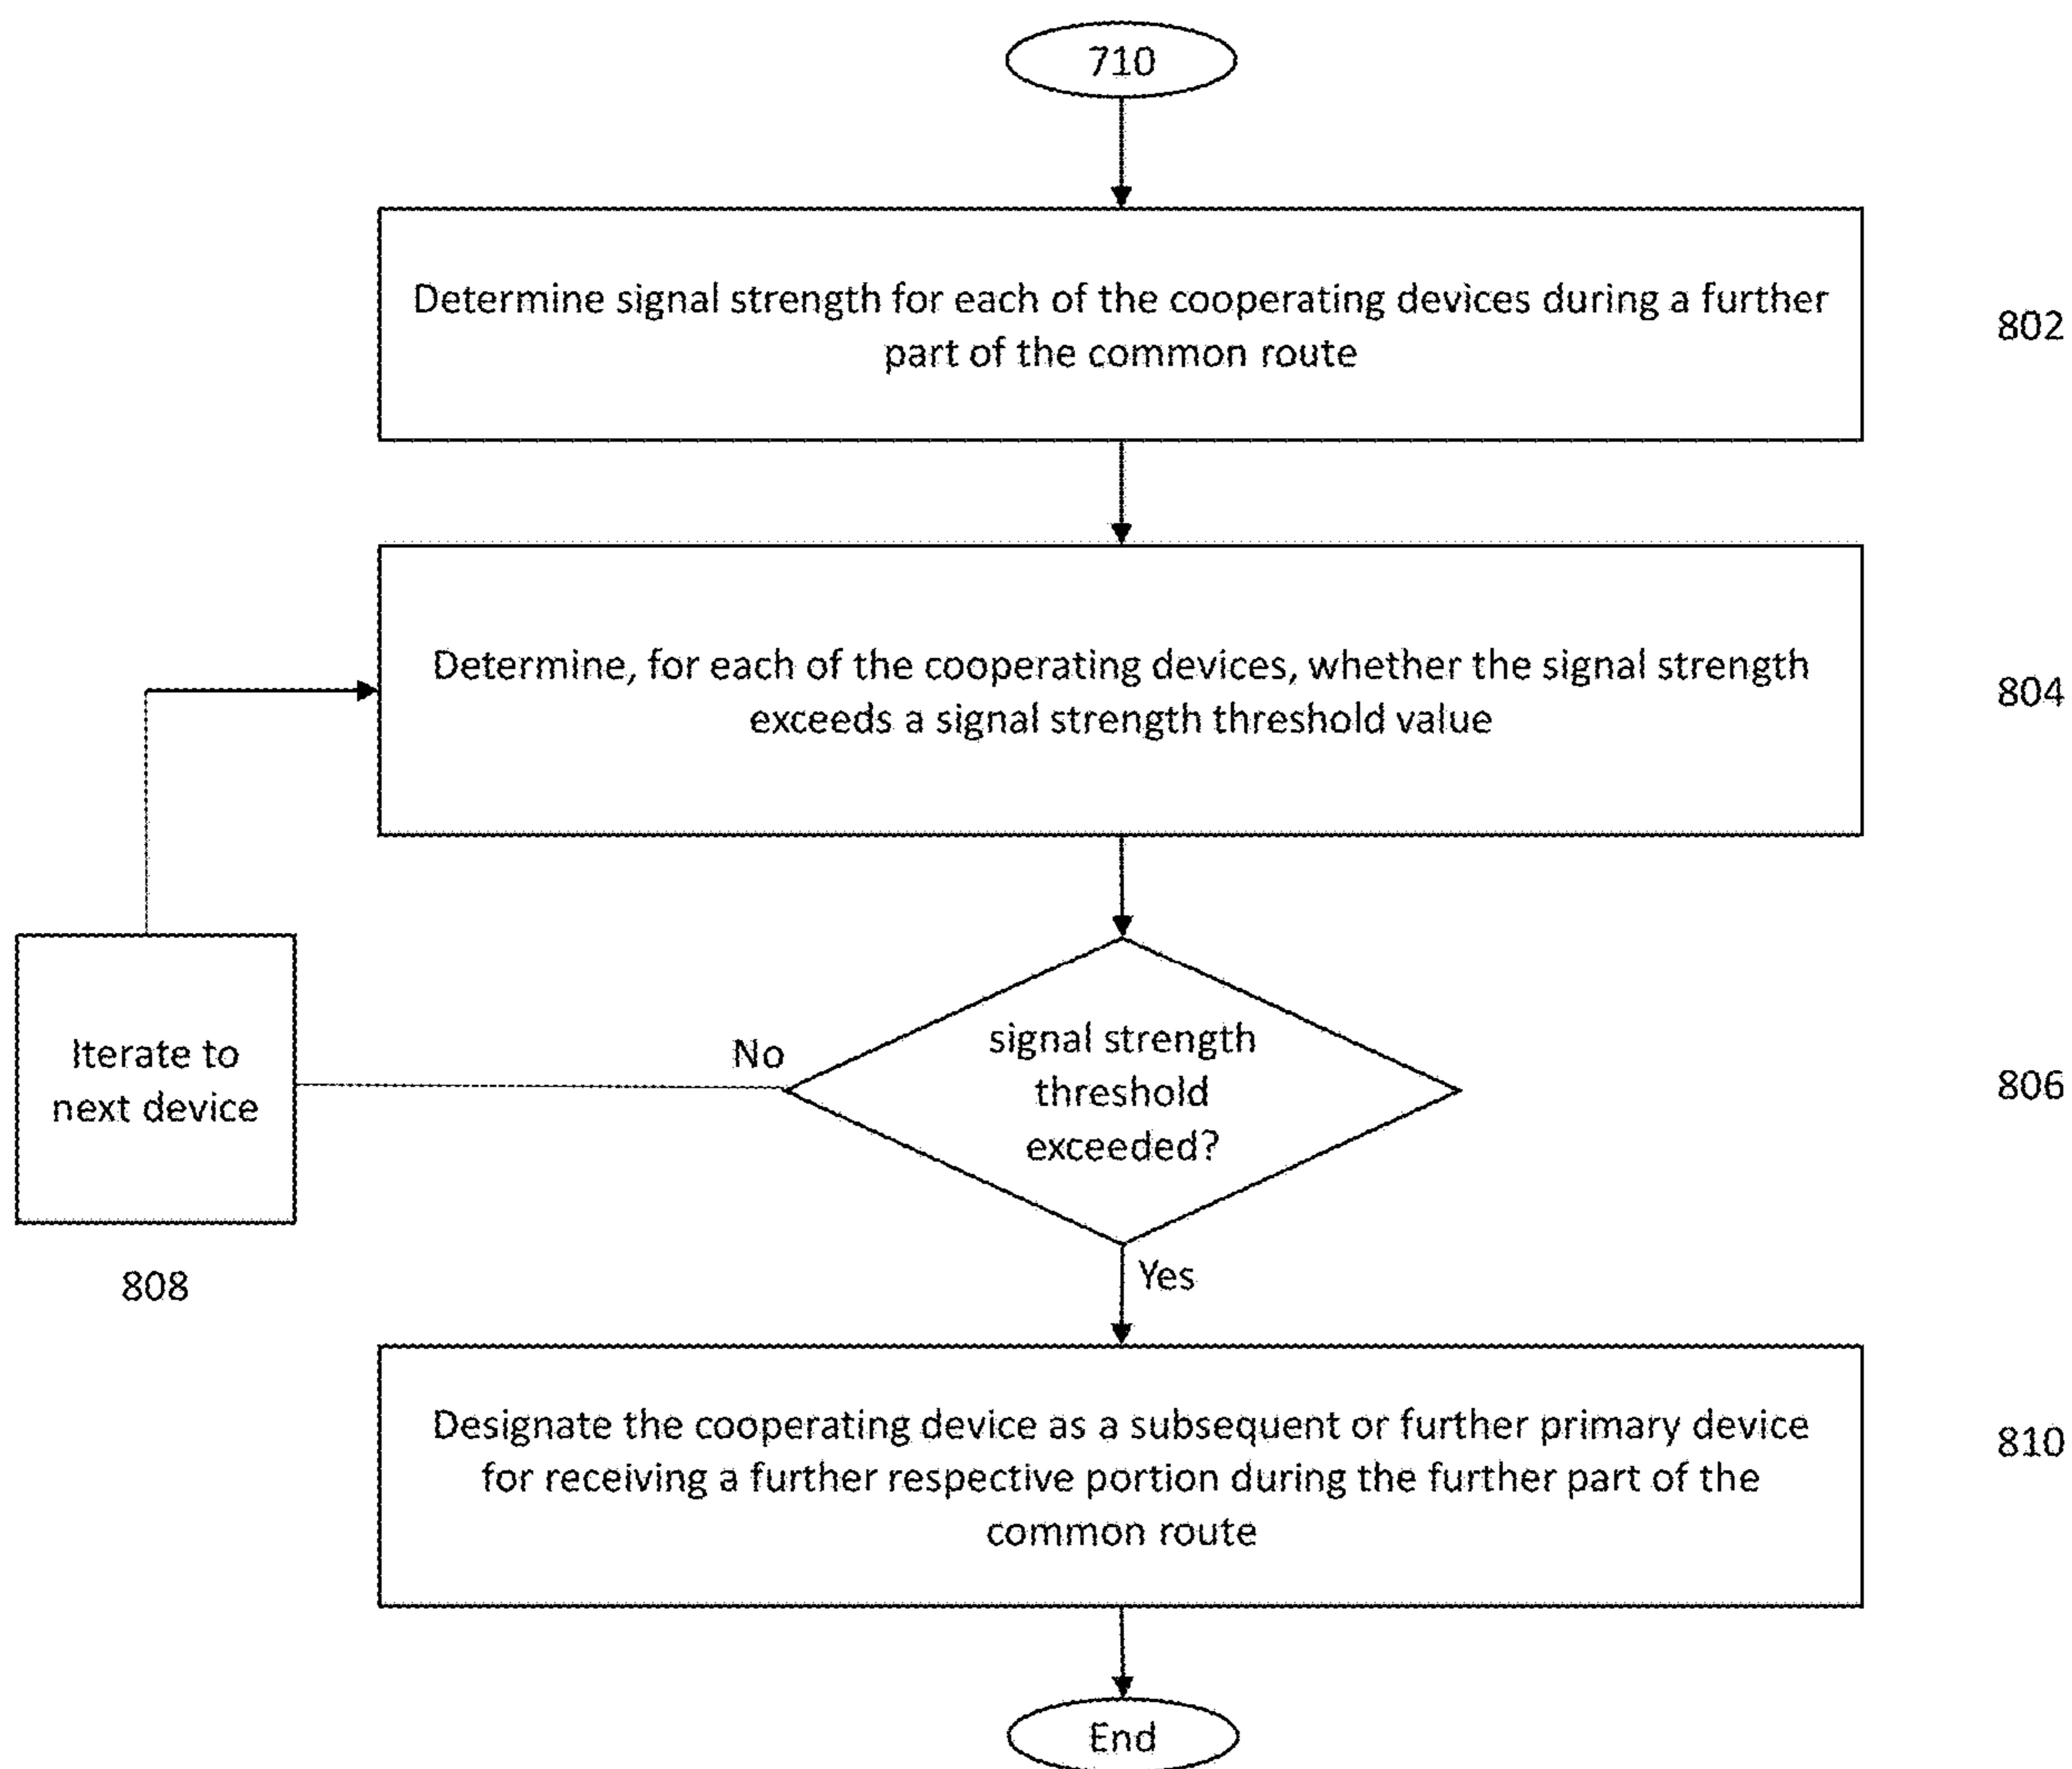 710
Determine signal strength for each of the cooperating devices during a further
part of the common route
802
Determine, for each of the cooperating devices, whether the signal strength
exceeds a signal strength threshold value
804
signal strength
threshold
exceeded?
806
No
Iterate to
next device
808
Yes
Designate the cooperating device as a subsequent or further primary device
for receiving a further respective portion during the further part of the
common route
810
End